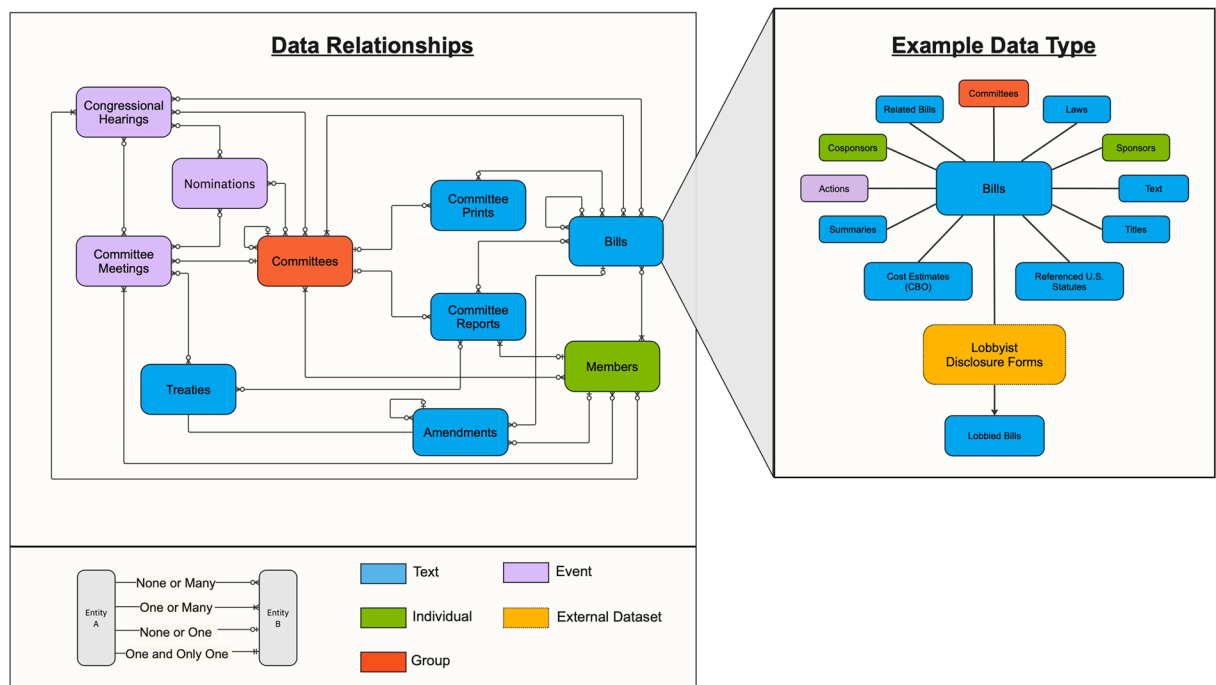 Data Relationships
Congressional
Hearings
Nominations
Committee
Meetings
Committees
Committee
Prints
Bills
Committee
Reports
Members
Treaties
Amendments
Entity
A
None or Many
One or Many
None or One
One and Only One
Entity
B
Text
Event
Individual
External Dataset
Group
Example Data Type
Committees
Related Bills
Laws
Cosponsors
Sponsors
Actions
Bills
Text
Summaries
Titles
Cost Estimates
(CBO)
Referenced U.S.
Statutes
Lobbyist
Disclosure Forms
Lobbied Bills